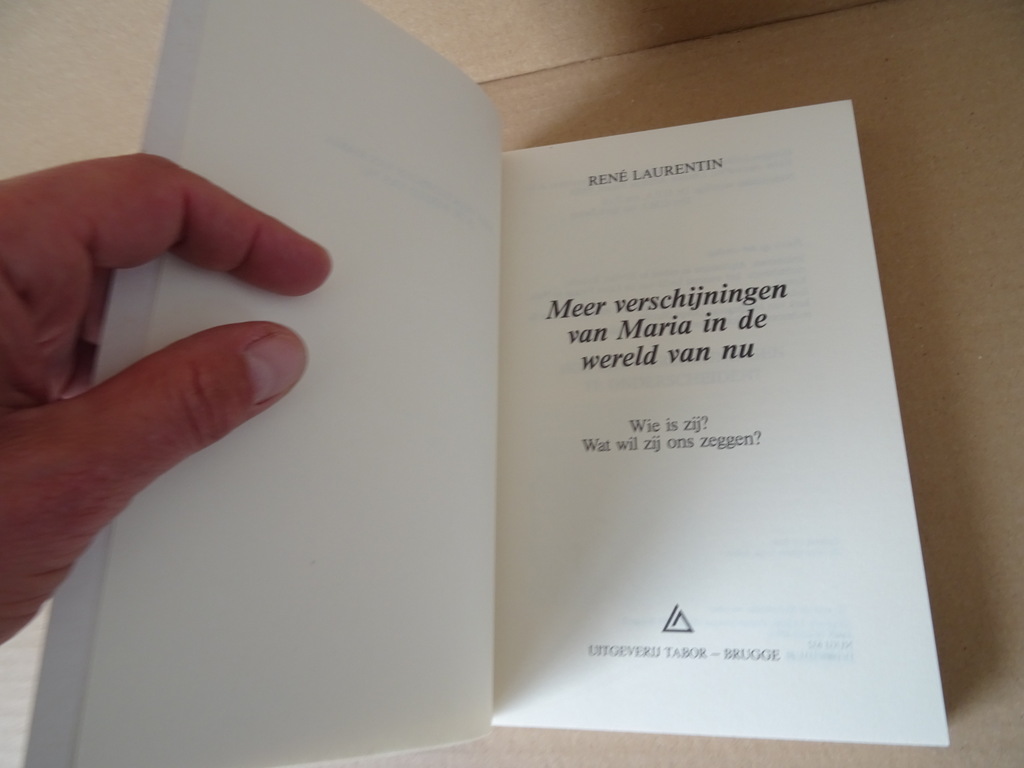 RENÉ LAURENTIN
Meer verschijningen
van Maria in de
wereld van nu
Wie is zij?
Wat wil zij ons zeggen?
UITGEVERIJ TABOR – BRUGGE